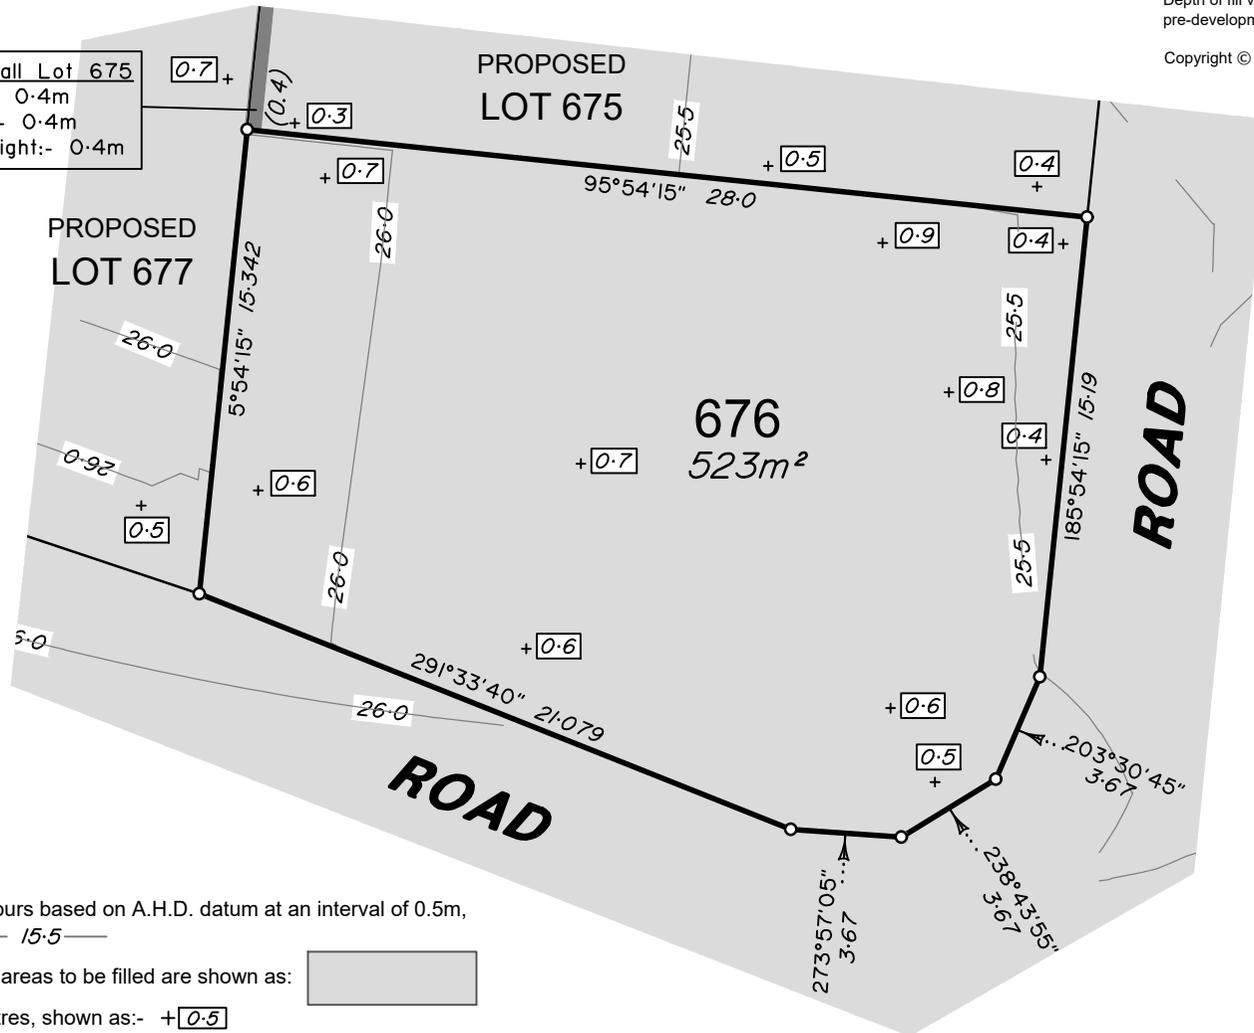 pre-developm
Copyright ©
all Lot 675
0.4m
- 0.4m
ight:- 0.4m
0.7
(0.4)
0.3
PROPOSED
LOT 675
25.5
0.5
0.4
0.7
95°54'15" 28.0
26.0
0.9
0.4
PROPOSED
LOT 677
5°54'15" 15.342
26.0
25.5
0.8
0.4
185°54'15" 15.19
ROAD
676
523m²
0.7
26.0
0.6
0.5
26.0
25.5
6.0
0.6
291°33'40" 21.079
26.0
0.6
0.5
203°30'45"
3.67
ROAD
238°43'55"
3.67
273°57'05"
3.67
ours based on A.H.D. datum at an interval of 0.5m,
15.5
areas to be filled are shown as:
tres, shown as:- + 0.5